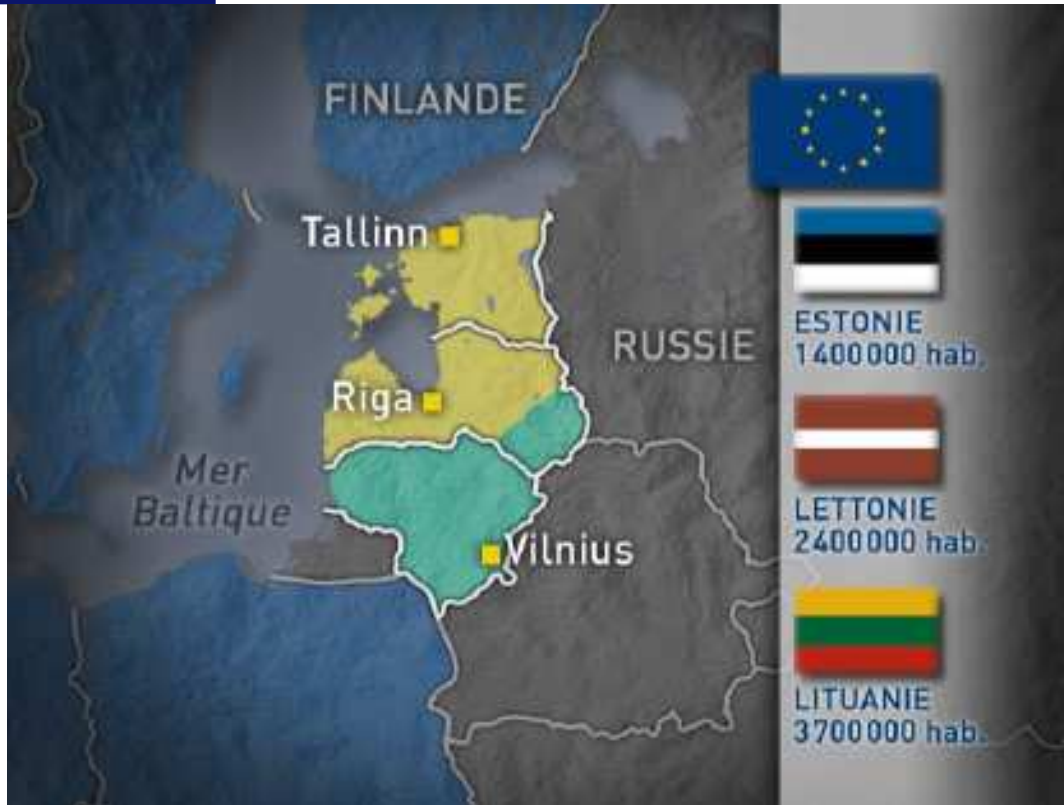 FINLANDE
Tallinn
RUSSIE
Riga
Mer
Baltique
Vilnius
ESTONIE
1400000 hab.
LETTONIE
2400000 hab.
LITUANIE
3700000 hab.